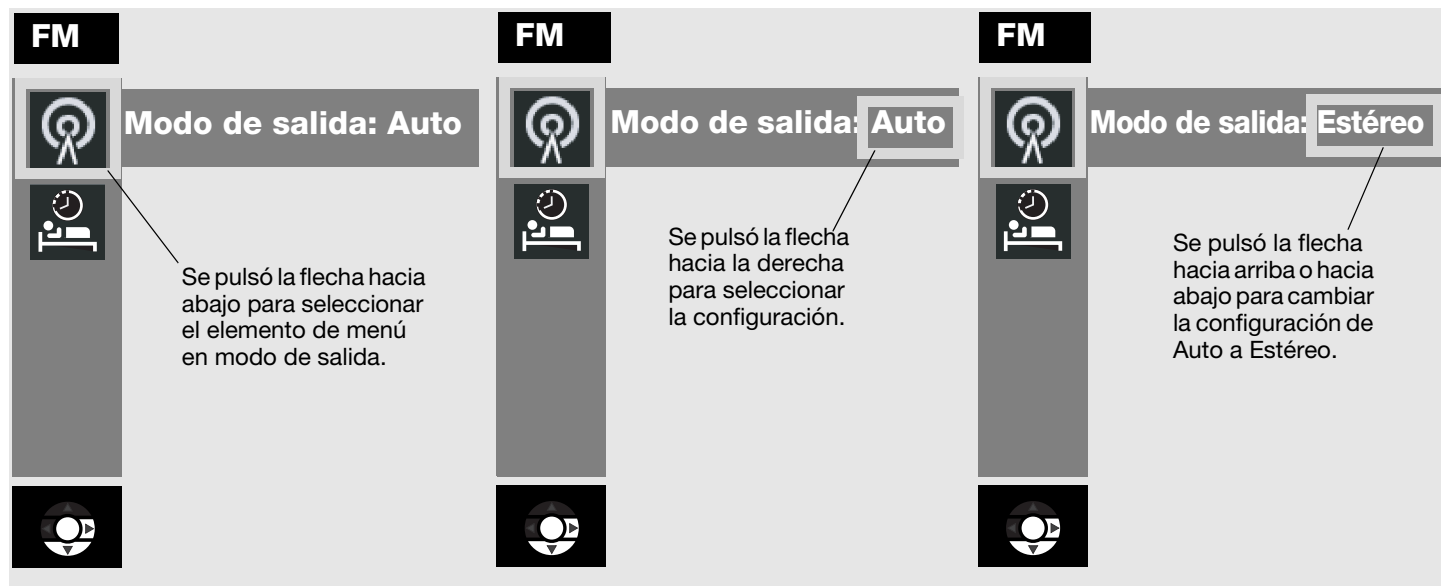 FM
Modo de salida: Auto
Se pulsó la flecha hacia
abajo para seleccionar
el elemento de menú
en modo de salida.
FM
Modo de salida: Auto
Se pulsó la flecha
hacia la derecha
para seleccionar
la configuración.
FM
Modo de salida: Estéreo
Se pulsó la flecha
hacia arriba o hacia
abajo para cambiar
la configuración de
Auto a Estéreo.